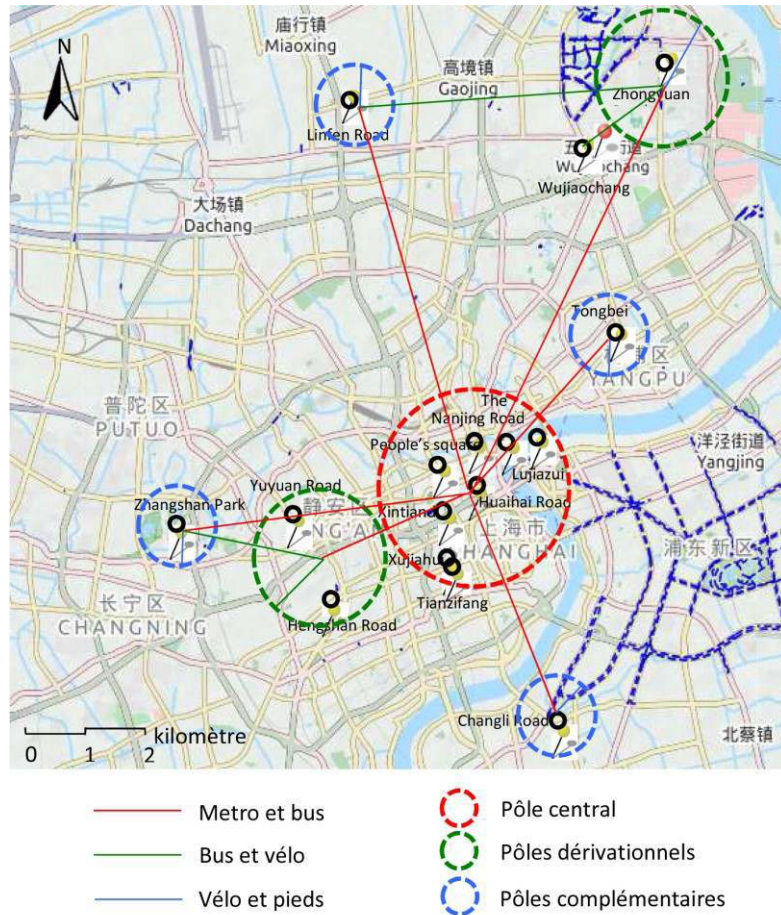 N
庙行镇
Miaoxing
高境镇
Gaojing
Zhongyuan
Linfen Road
Wujiaochang
大场镇
Dachang
Tongbei
YANGPU
普陀区
PUTUO
The
Nanjing Road
People's square
Lujiazui
洋泾街道
Yangjing
Zhangshan Park
Yuyuan Road
静安
Huaihai Road
Xintiand
上海市
SHANGHAI
浦东新区
Xujiahui
Tianzifang
长宁区
CHANGNING
Hengshan Road
Changli Road
北蔡镇
kilomètre
0 1 2
Metro et bus
Pôle central
Bus et vélo
Pôles dérivationnels
Vélo et pieds
Pôles complémentaires